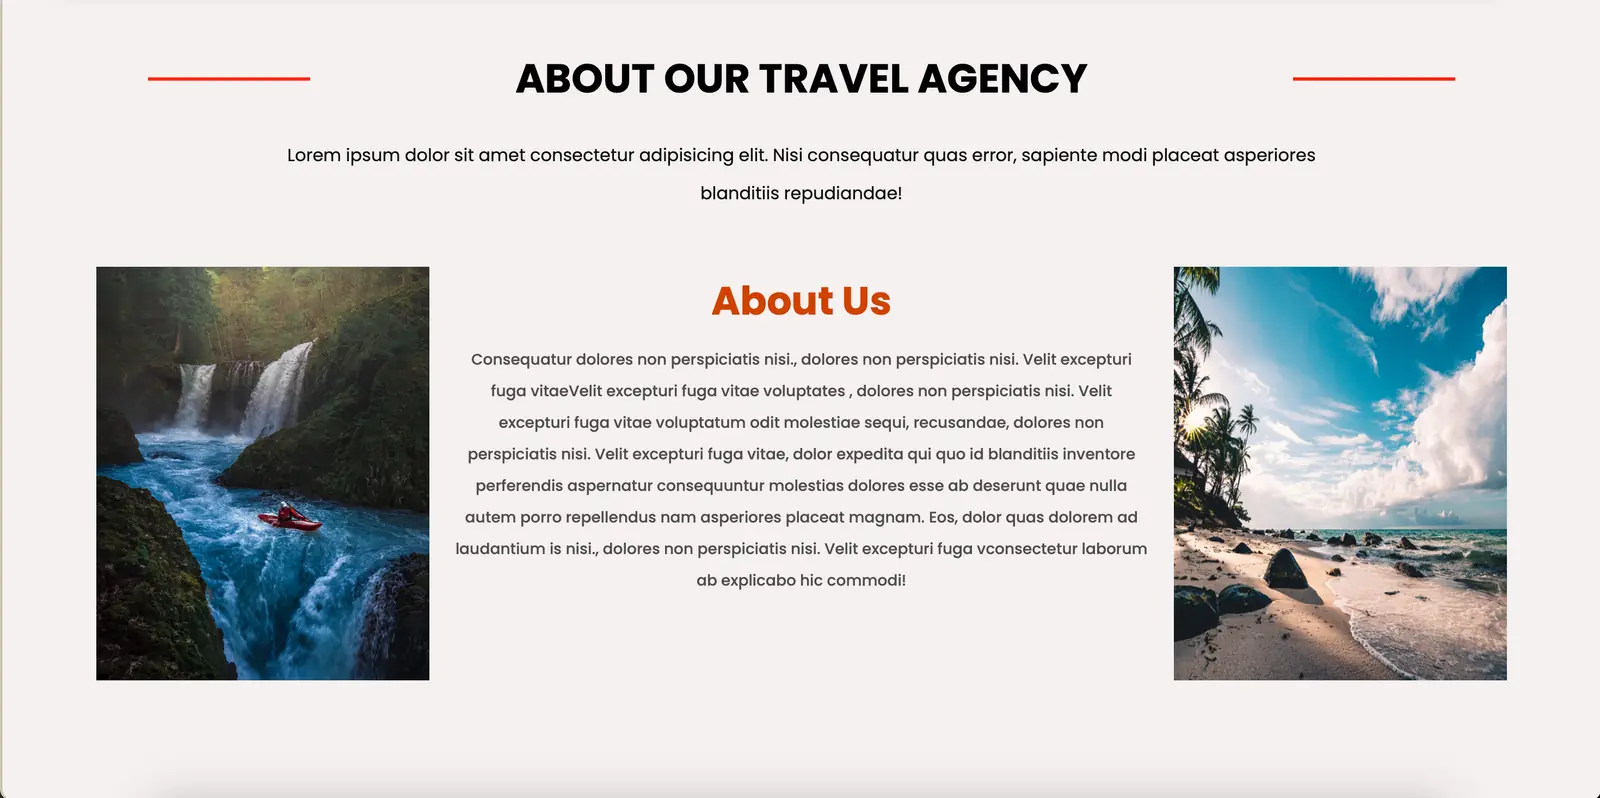 ABOUT OUR TRAVEL AGENCY
Lorem ipsum dolor sit amet consectetur adipisicing elit. Nisi consequatur quas error, sapiente modi placeat asperiores
blanditiis repudiandae!
About Us
Consequatur dolores non perspiciatis nisi., dolores non perspiciatis nisi. Velit excepturi
fuga vitaeVelit excepturi fuga vitae voluptates , dolores non perspiciatis nisi. Velit
excepturi fuga vitae voluptatum odit molestiae sequi, recusandae, dolores non
perspiciatis nisi. Velit excepturi fuga vitae, dolor expedita qui quo id blanditiis inventore
perferendis aspernatur consequuntur molestias dolores esse ab deserunt quae nulla
autem porro repellendus nam asperiores placeat magnam. Eos, dolor quas dolorem ad
laudantium is nisi., dolores non perspiciatis nisi. Velit excepturi fuga vconsectetur laborum
ab explicabo hic commodi!